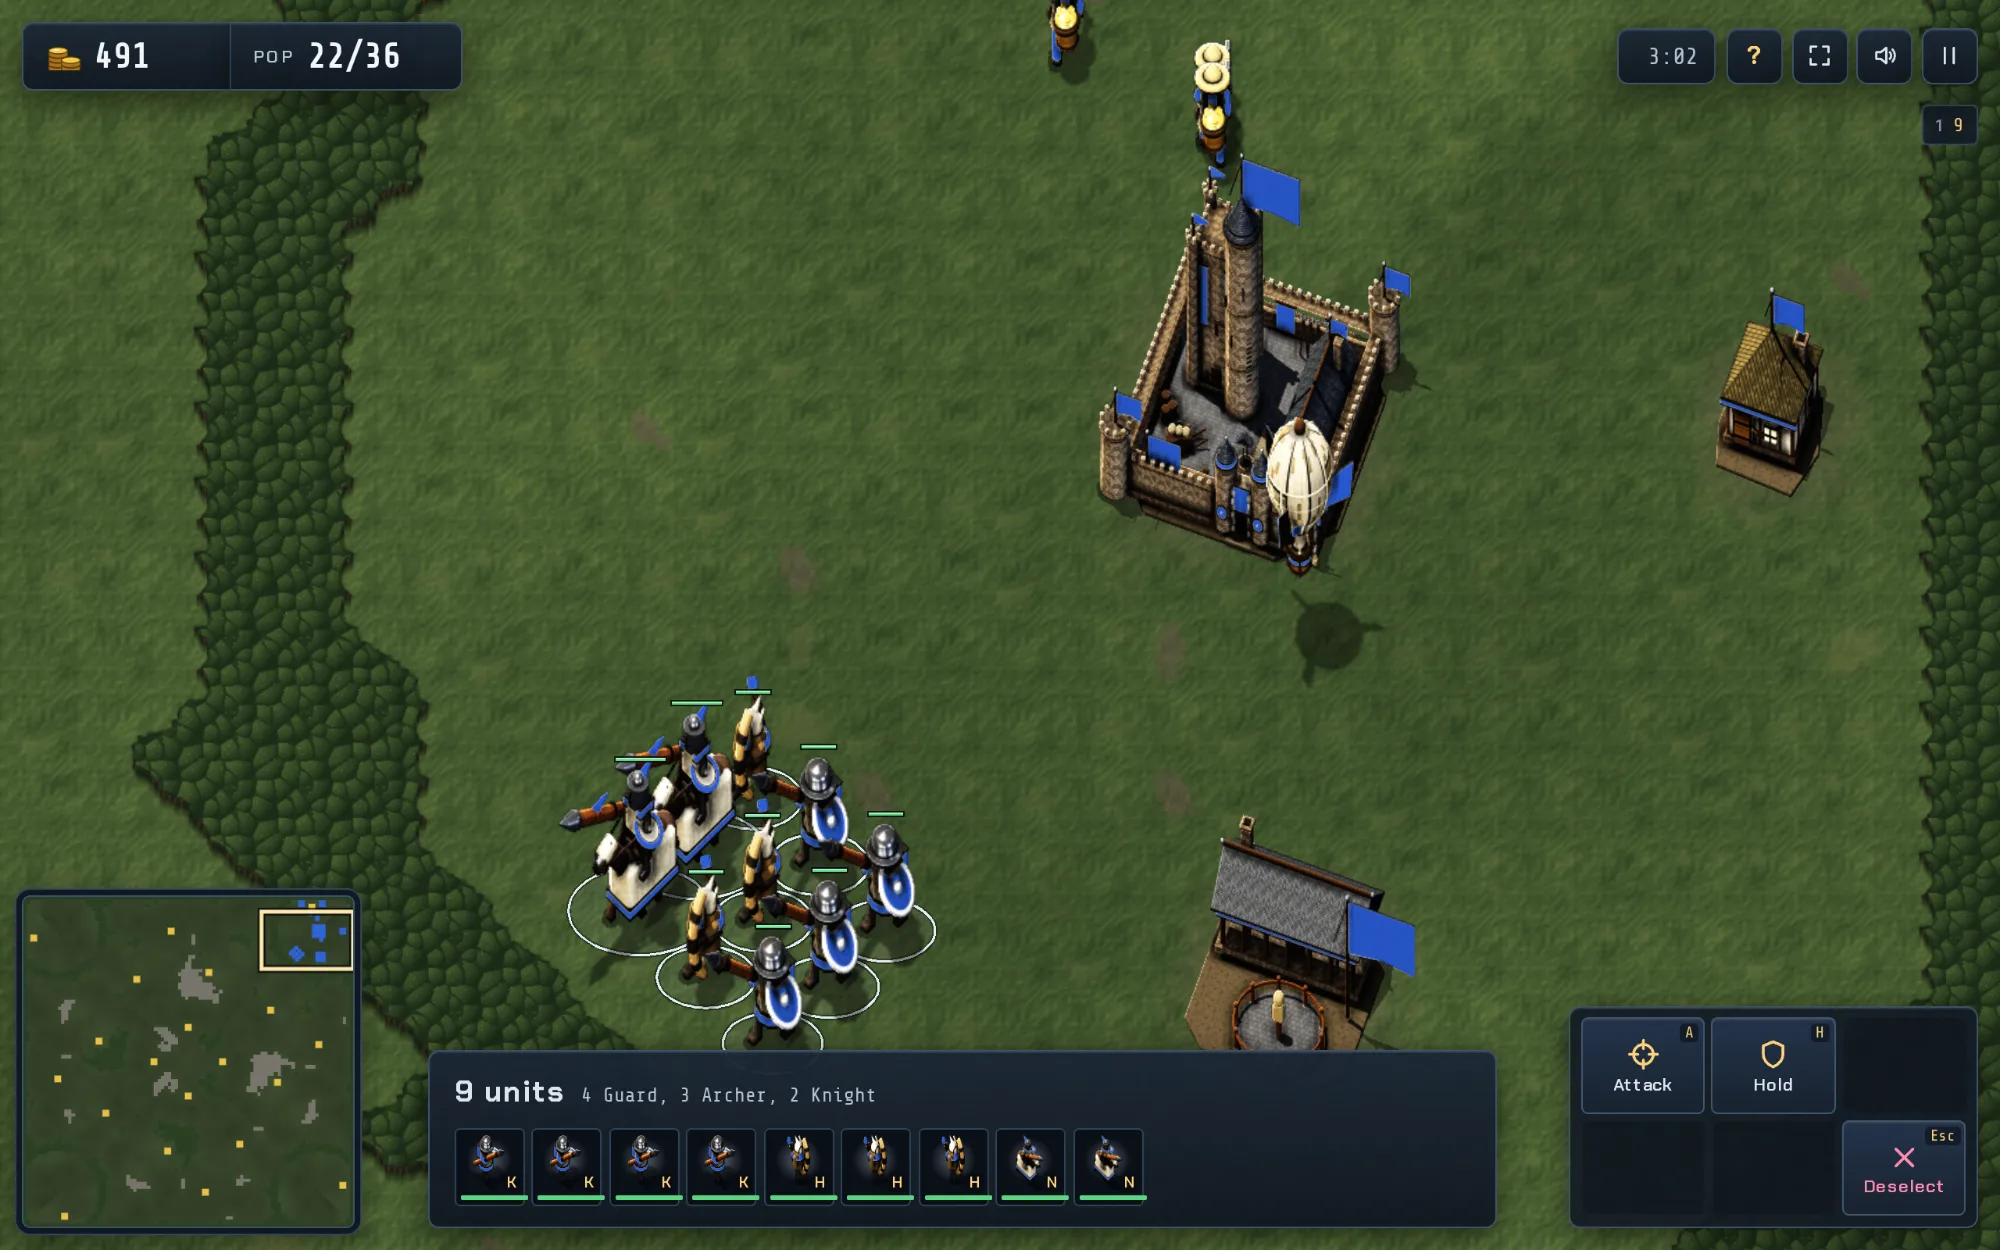 491 POP 22/36
3:02 ?
1 9
9 units 4 Guard, 3 Archer, 2 Knight
K K K K H H H N N
A H
Attack Hold
Esc
Deselect